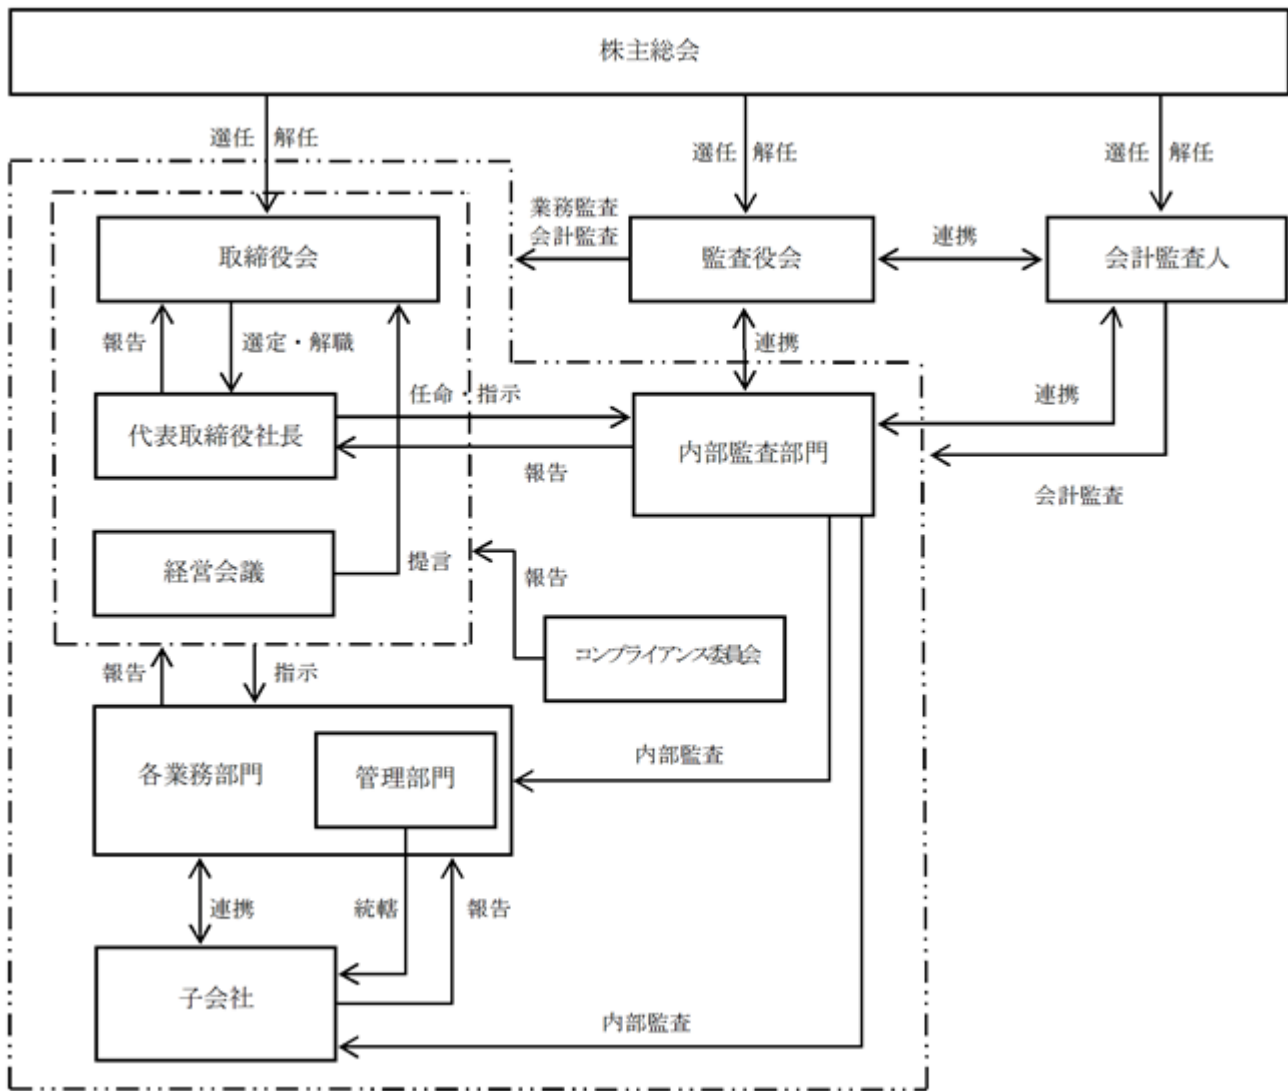 株主総会
選任 解任
選任 解任
選任 解任
取締役会
業務監査
会計監査
監査役会
連携
会計監査人
報告
選定・解職
連携
任命・指示
連携
代表取締役社長
内部監査部門
報告
会計監査
経営会議
提言
報告
コンプライアンス委員会
報告
指示
内部監査
各業務部門
管理部門
連携
統轄
報告
子会社
内部監査